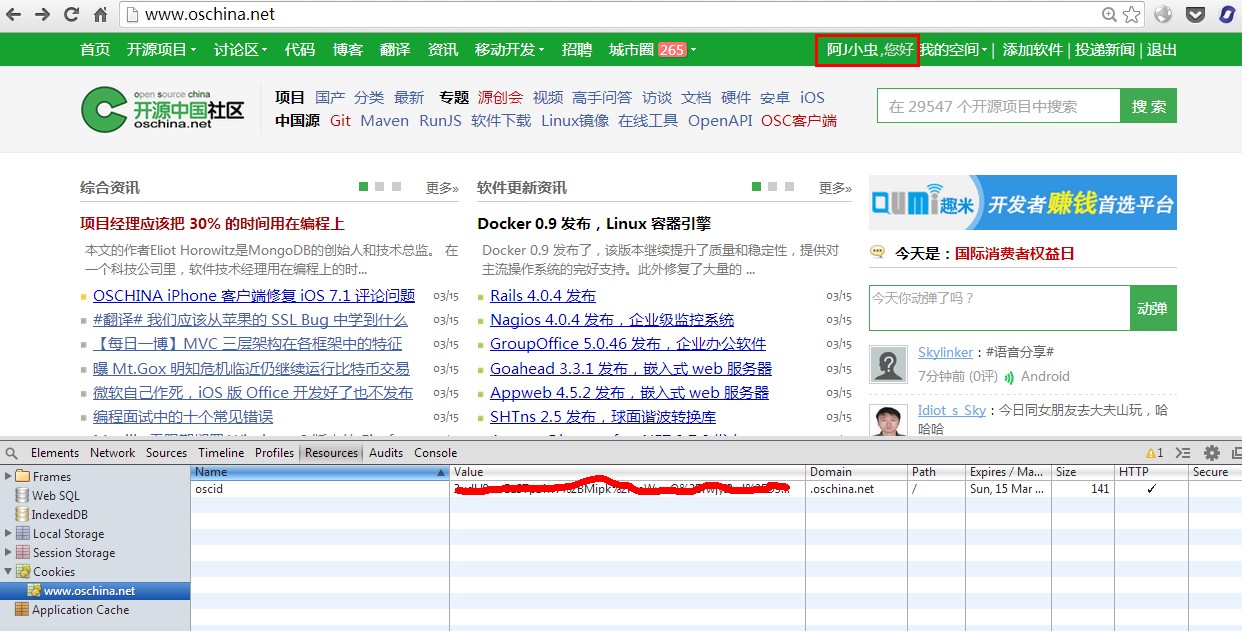 www.oschina.net
首页 开源项目 讨论区 代码 博客 翻译 资讯 移动开发 招聘 城市圈 265 阿J小虫,您好 我的空间 | 添加软件 | 投递新闻 | 退出
open source china
开源中国社区
oschina.net
项目 国产 分类 最新 专题 源创会 视频 高手问答 访谈 文档 硬件 安卓 iOS
中国源 Git Maven RunJS 软件下载 Linux镜像 在线工具 OpenAPI OSC客户端
在 29547 个开源项目中搜索 搜 索
综合资讯 更多»
项目经理应该把 30% 的时间用在编程上
本文的作者Eliot Horowitz是MongoDB的创始人和技术总监。 在
一个科技公司里，软件技术经理用在编程上的时...
OSCHINA iPhone 客户端修复 iOS 7.1 评论问题 03/15
#翻译# 我们应该从苹果的 SSL Bug 中学到什么 03/15
【每日一博】MVC 三层架构在各框架中的特征 03/15
曝 Mt.Gox 明知危机临近仍继续运行比特币交易 03/15
微软自己作死，iOS 版 Office 开发好了也不发布 03/15
编程面试中的十个常见错误 03/15
软件更新资讯 更多»
Docker 0.9 发布，Linux 容器引擎
Docker 0.9 发布了，该版本继续提升了质量和稳定性，提供对
主流操作系统的完好支持。此外修复了大量的 ...
Rails 4.0.4 发布 03/15
Nagios 4.0.4 发布，企业级监控系统 03/15
GroupOffice 5.0.46 发布，企业办公软件 03/15
Goahead 3.3.1 发布，嵌入式 web 服务器 03/15
Appweb 4.5.2 发布，嵌入式 web 服务器 03/15
SHTns 2.5 发布，球面谐波转换库 03/15
QUMi趣米 开发者赚钱首选平台
今天是：国际消费者权益日
今天你动弹了吗？ 动弹
Skylinker：#语音分享#
7分钟前 (0评) Android
Idiot_s_Sky：今日同女朋友去大夫山玩，哈
哈哈
Elements Network Sources Timeline Profiles Resources Audits Console 1
Frames
Web SQL
IndexedDB
Local Storage
Session Storage
Cookies
www.oschina.net
Application Cache
Name Value Domain Path Expires / Ma... Size HTTP Secure
oscid .oschina.net / Sun, 15 Mar ... 141 ✓